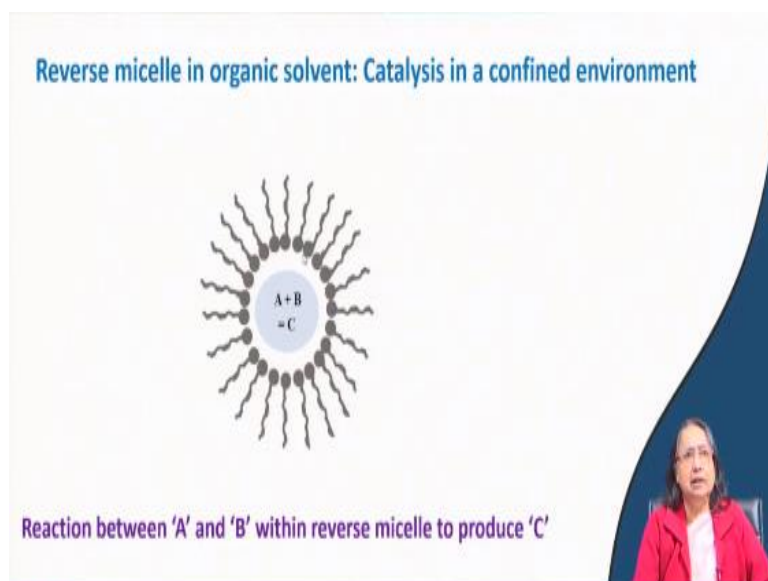 Reverse micelle in organic solvent: Catalysis in a confined environment
A + B
= C
Reaction between ‘A’ and ‘B’ within reverse micelle to produce ‘C’